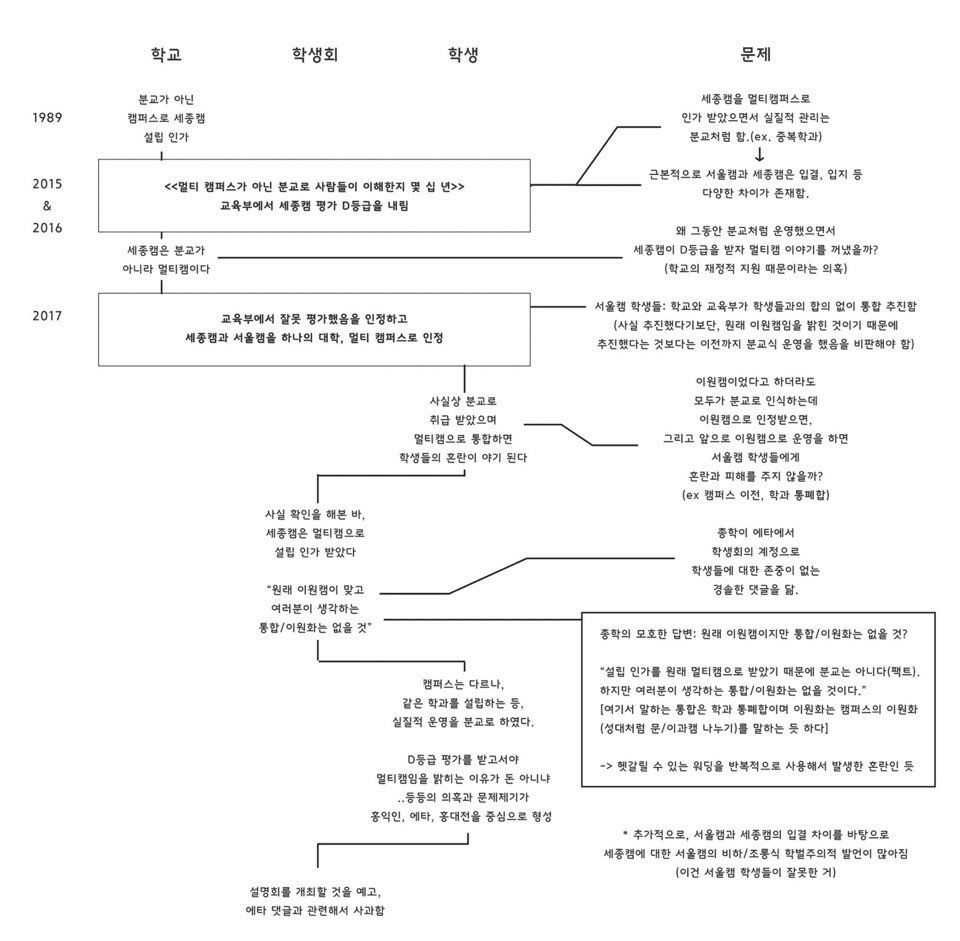 학교
학생회
학생
문제
1989
분교가 아닌
캠퍼스로 세종캠
설립 인가
세종캠을 멀티캠퍼스로
인가 받았으면서 실질적 관리는
분교처럼 함.(ex. 중복학과)
2015
&
2016
<<멀티 캠퍼스가 아닌 분교로 사람들이 이해한지 몇 십 년>>
교육부에서 세종캠 평가 D등급을 내림
근본적으로 서울캠과 세종캠은 입결, 입지 등
다양한 차이가 존재함.
세종캠은 분교가
아니라 멀티캠이다
왜 그동안 분교처럼 운영했으면서
세종캠이 D등급을 받자 멀티캠 이야기를 꺼냈을까?
(학교의 재정적 지원 때문이라는 의혹)
2017
교육부에서 잘못 평가했음을 인정하고
세종캠과 서울캠을 하나의 대학, 멀티 캠퍼스로 인정
서울캠 학생들: 학교와 교육부가 학생들과의 합의 없이 통합 추진함
(사실 추진했다기보단, 원래 이원캠임을 밝힌 것이기 때문에
추진했다는 것보다는 이전까지 분교식 운영을 했음을 비판해야 함)
사실상 분교로
취급 받았으며
멀티캠으로 통합하면
학생들의 혼란이 야기 된다
이원캠이었다고 하더라도
모두가 분교로 인식하는데
이원캠으로 인정받으면,
그리고 앞으로 이원캠으로 운영을 하면
서울캠 학생들에게
혼란과 피해를 주지 않을까?
(ex 캠퍼스 이전, 학과 통폐합)
사실 확인을 해본 바,
세종캠은 멀티캠으로
설립 인가 받았다
총학이 에타에서
학생회의 계정으로
학생들에 대한 존중이 없는
경솔한 댓글을 닮.
“원래 이원캠이 맞고
여러분이 생각하는
통합/이원화는 없을 것”
총학의 모호한 답변: 원래 이원캠이지만 통합/이원화는 없을 것?
“설립 인가를 원래 멀티캠으로 받았기 때문에 분교는 아니다(팩트).
하지만 여러분이 생각하는 통합/이원화는 없을 것이다.”
[여기서 말하는 통합은 학과 통폐합이며 이원화는 캠퍼스의 이원화
(성대처럼 문/이과캠 나누기)를 말하는 듯 하다]
-> 헷갈릴 수 있는 워딩을 반복적으로 사용해서 발생한 혼란인 듯
캠퍼스는 다르나,
같은 학과를 설립하는 등,
실질적 운영을 분교로 하였다.
D등급 평가를 받고서야
멀티캠임을 밝히는 이유가 돈 아니냐
..등등의 의혹과 문제제기가
홍익인, 에타, 홍대전을 중심으로 형성
* 추가적으로, 서울캠과 세종캠의 입결 차이를 바탕으로
세종캠에 대한 서울캠의 비하/조롱식 학벌주의적 발언이 많아짐
(이건 서울캠 학생들이 잘못한 거)
설명회를 개최할 것을 예고,
에타 댓글과 관련해서 사과함